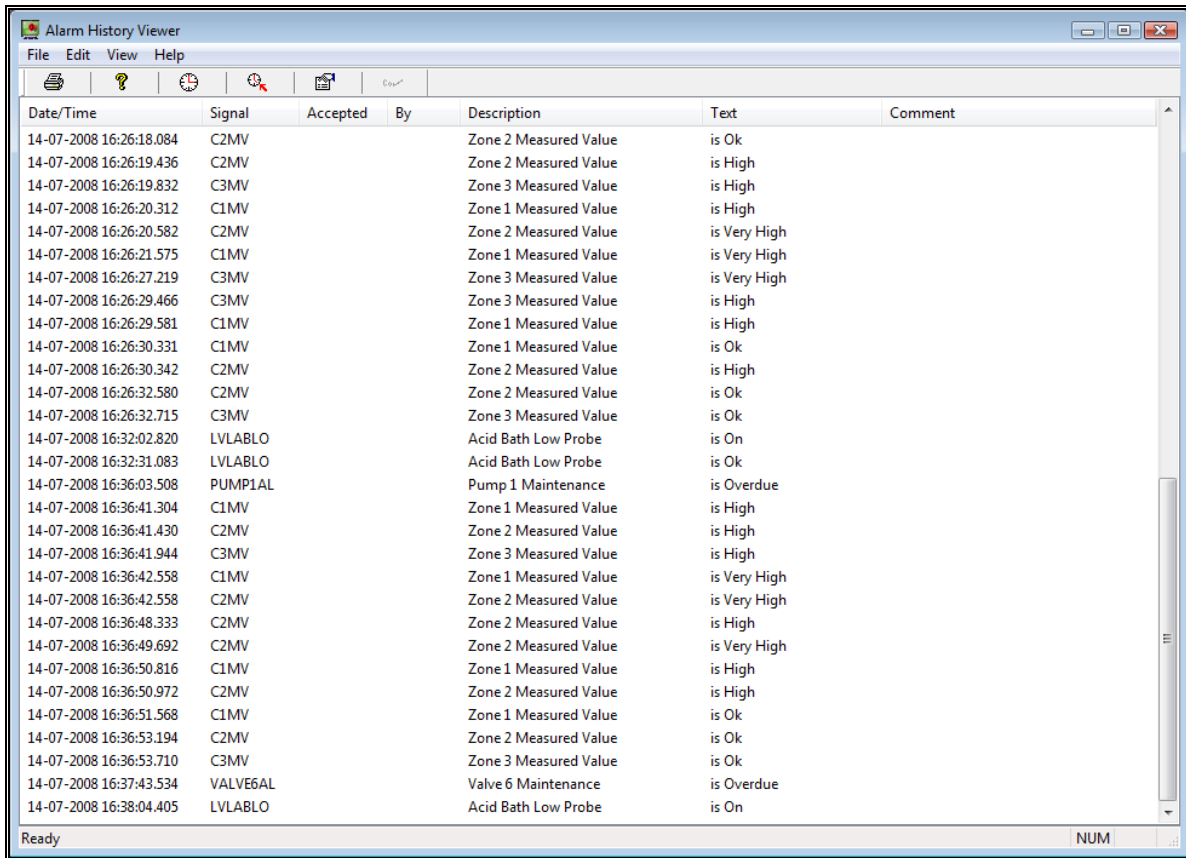 Alarm History Viewer
File Edit View Help
Date/Time Signal Accepted By Description Text Comment
14-07-2008 16:26:18.084 C2MV Zone 2 Measured Value is Ok
14-07-2008 16:26:19.436 C2MV Zone 2 Measured Value is High
14-07-2008 16:26:19.832 C3MV Zone 3 Measured Value is High
14-07-2008 16:26:20.312 C1MV Zone 1 Measured Value is High
14-07-2008 16:26:20.582 C2MV Zone 2 Measured Value is Very High
14-07-2008 16:26:21.575 C1MV Zone 1 Measured Value is Very High
14-07-2008 16:26:27.219 C3MV Zone 3 Measured Value is Very High
14-07-2008 16:26:29.466 C3MV Zone 3 Measured Value is High
14-07-2008 16:26:29.581 C1MV Zone 1 Measured Value is High
14-07-2008 16:26:30.331 C1MV Zone 1 Measured Value is Ok
14-07-2008 16:26:30.342 C2MV Zone 2 Measured Value is High
14-07-2008 16:26:32.580 C2MV Zone 2 Measured Value is Ok
14-07-2008 16:26:32.715 C3MV Zone 3 Measured Value is Ok
14-07-2008 16:32:02.820 LVLABLO Acid Bath Low Probe is On
14-07-2008 16:32:31.083 LVLABLO Acid Bath Low Probe is Ok
14-07-2008 16:36:03.508 PUMP1AL Pump 1 Maintenance is Overdue
14-07-2008 16:36:41.304 C1MV Zone 1 Measured Value is High
14-07-2008 16:36:41.430 C2MV Zone 2 Measured Value is High
14-07-2008 16:36:41.944 C3MV Zone 3 Measured Value is High
14-07-2008 16:36:42.558 C1MV Zone 1 Measured Value is Very High
14-07-2008 16:36:42.558 C2MV Zone 2 Measured Value is Very High
14-07-2008 16:36:48.333 C2MV Zone 2 Measured Value is High
14-07-2008 16:36:49.692 C2MV Zone 2 Measured Value is Very High
14-07-2008 16:36:50.816 C1MV Zone 1 Measured Value is High
14-07-2008 16:36:50.972 C2MV Zone 2 Measured Value is High
14-07-2008 16:36:51.568 C1MV Zone 1 Measured Value is Ok
14-07-2008 16:36:53.194 C2MV Zone 2 Measured Value is Ok
14-07-2008 16:36:53.710 C3MV Zone 3 Measured Value is Ok
14-07-2008 16:37:43.534 VALVE6AL Valve 6 Maintenance is Overdue
14-07-2008 16:38:04.405 LVLABLO Acid Bath Low Probe is On
Ready NUM